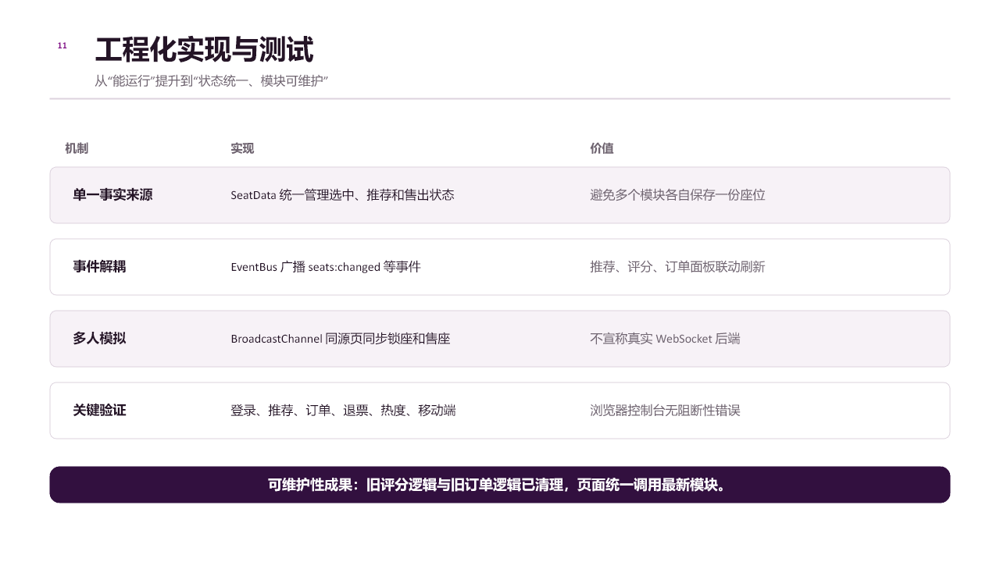 11
工程化实现与测试
从“能运行”提升到“状态统一、模块可维护”
机制 实现 价值
单一事实来源 SeatData 统一管理选中、推荐和售出状态 避免多个模块各自保存一份座位
事件解耦 EventBus 广播 seats:changed 等事件 推荐、评分、订单面板联动刷新
多人模拟 BroadcastChannel 同源页同步锁座和售座 不宣称真实 WebSocket 后端
关键验证 登录、推荐、订单、退票、热度、移动端 浏览器控制台无阻断性错误
可维护性成果：旧评分逻辑与旧订单逻辑已清理，页面统一调用最新模块。